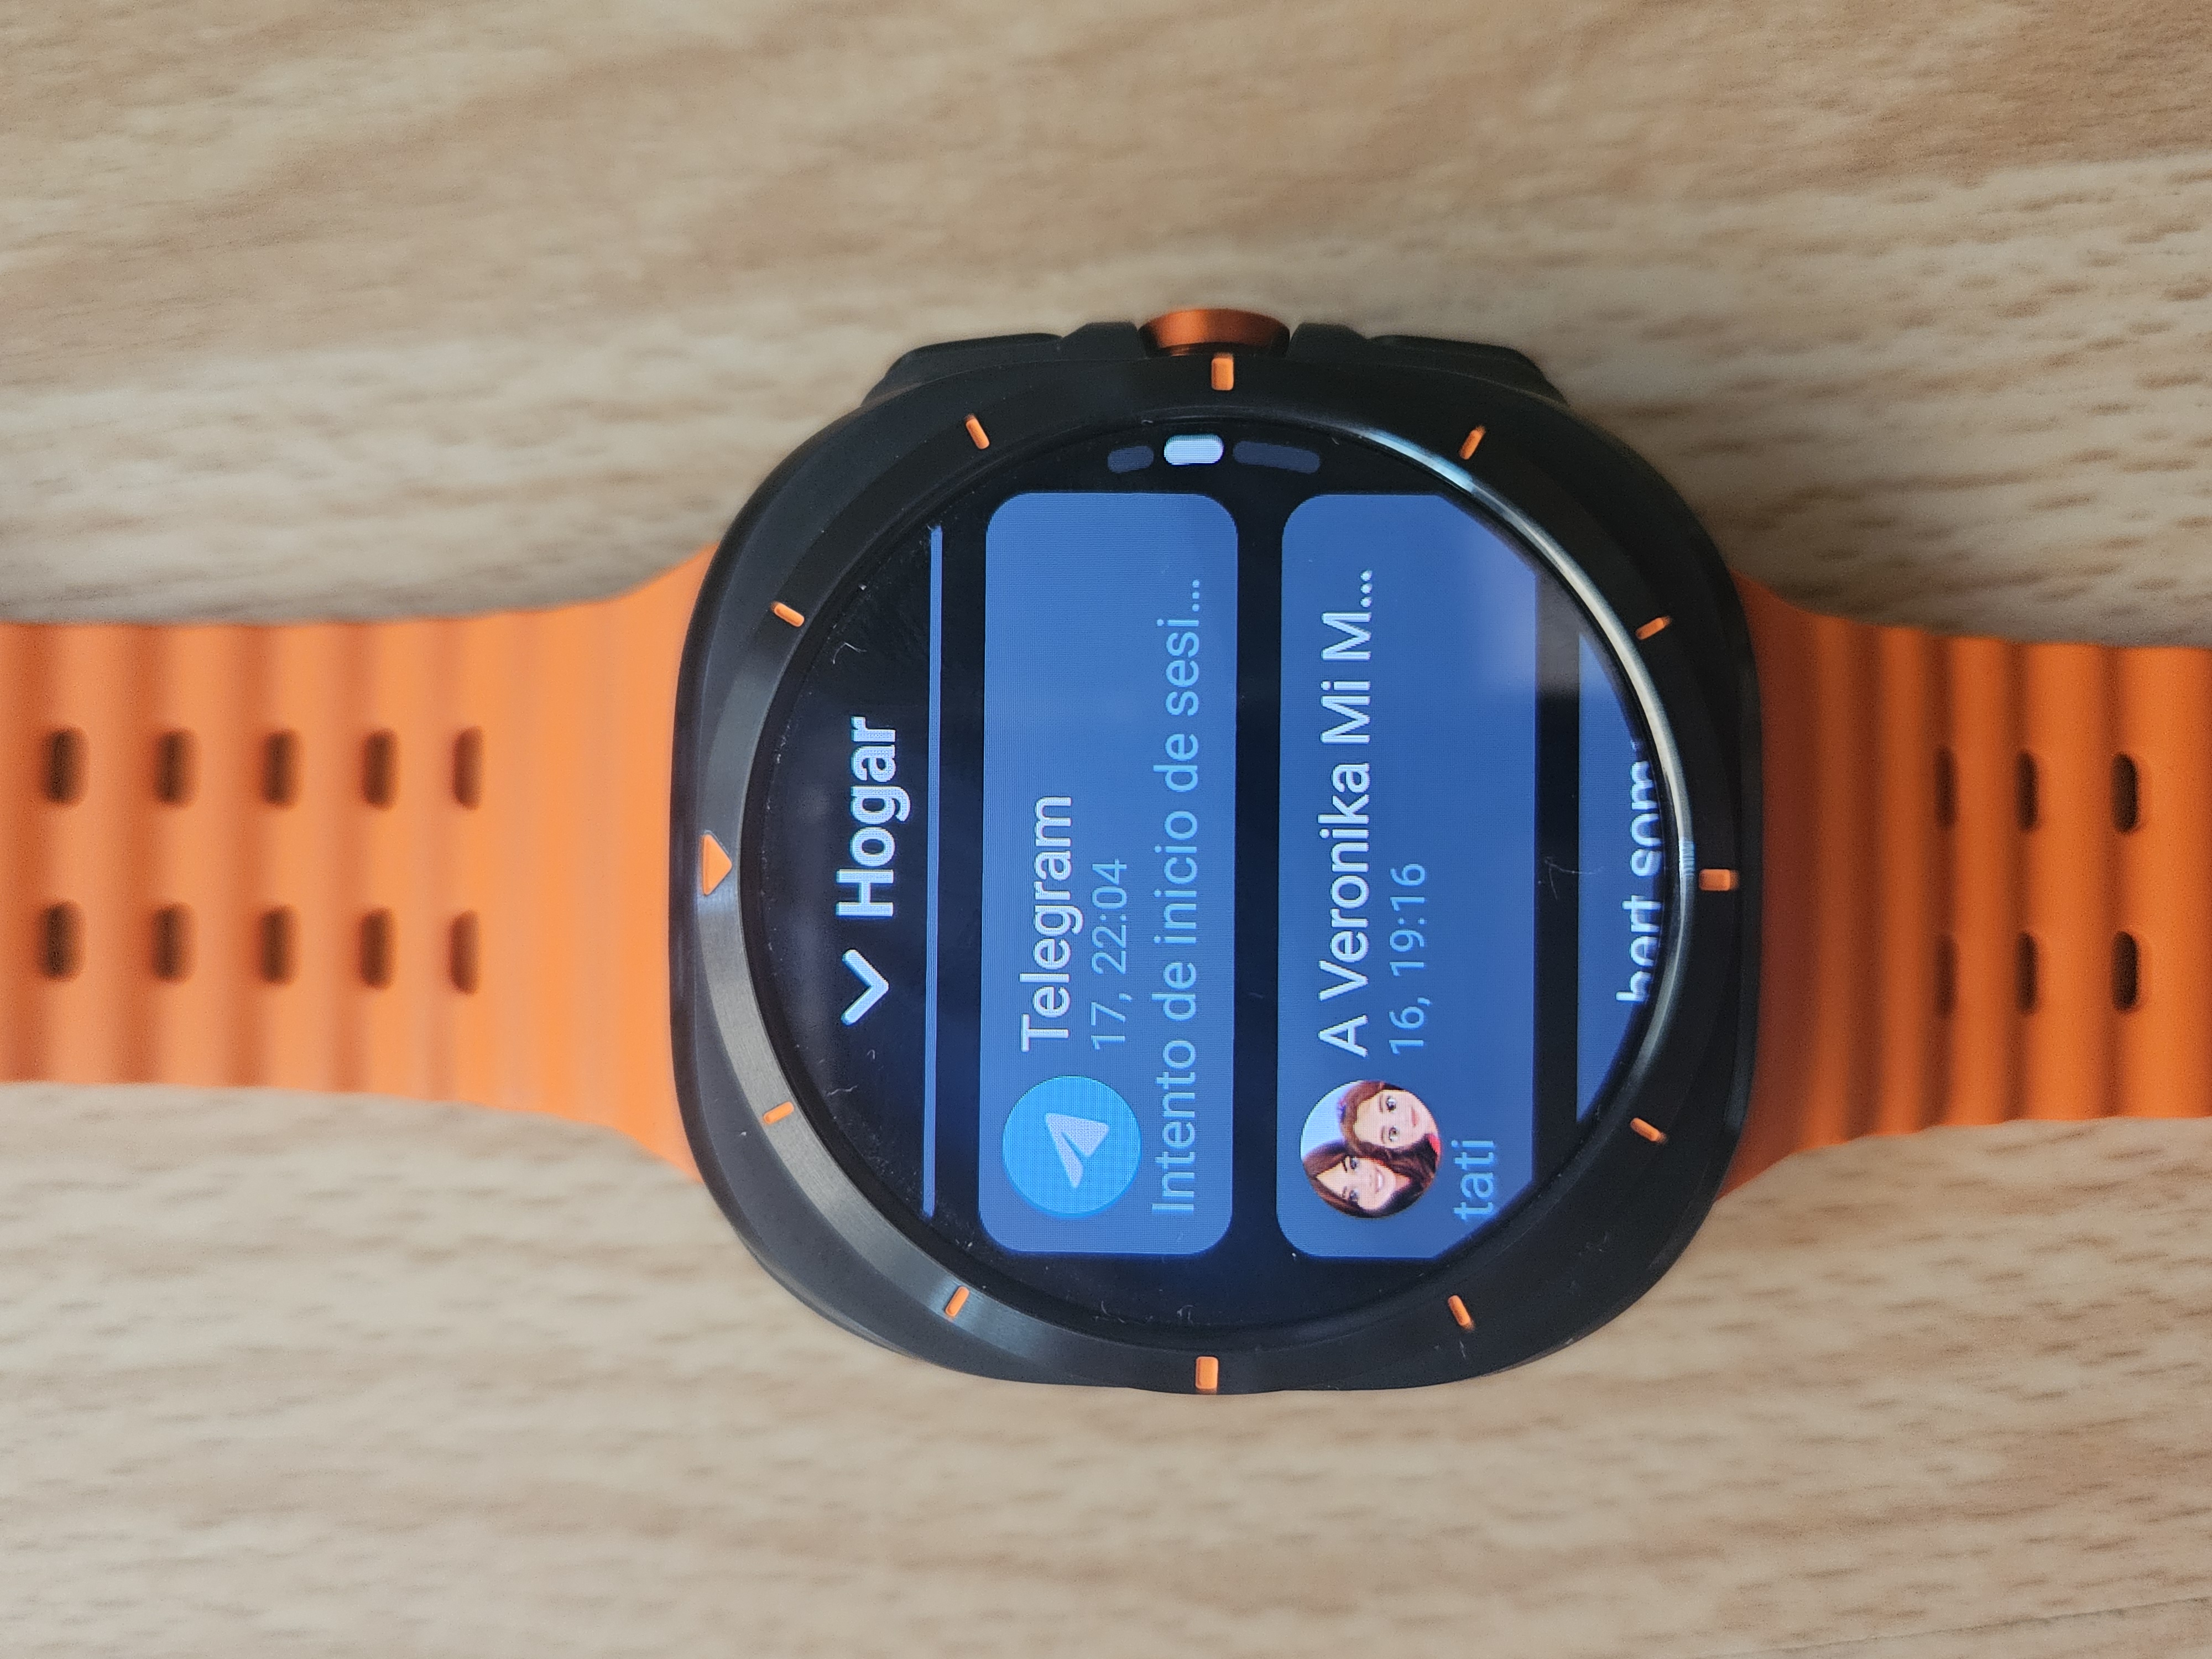 Hogar
Telegram
17, 22:04
Intento de inicio de sesi...
A Veronika Mi M...
16, 19:16
tati